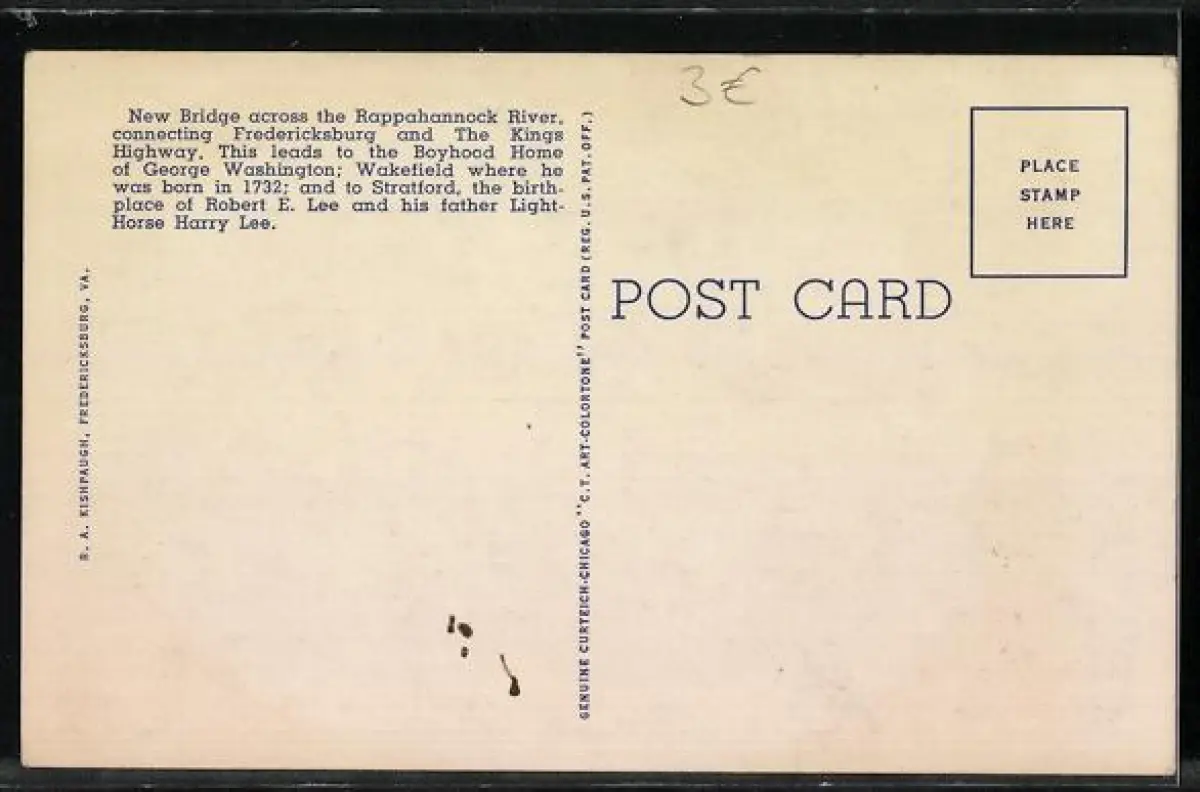 3€
New Bridge across the Rappahannock River,
connecting Fredericksburg and The Kings
Highway. This leads to the Boyhood Home
of George Washington; Wakefield where he
was born in 1732; and to Stratford, the birth-
place of Robert E. Lee and his father Light-
Horse Harry Lee.
R. A. KISHPAUGH, FREDERICKSBURG, VA.
GENUINE CURTEICH-CHICAGO "C.T. ART-COLORTONE" POST CARD (REG. U.S. PAT. OFF.)
PLACE
STAMP
HERE
POST CARD